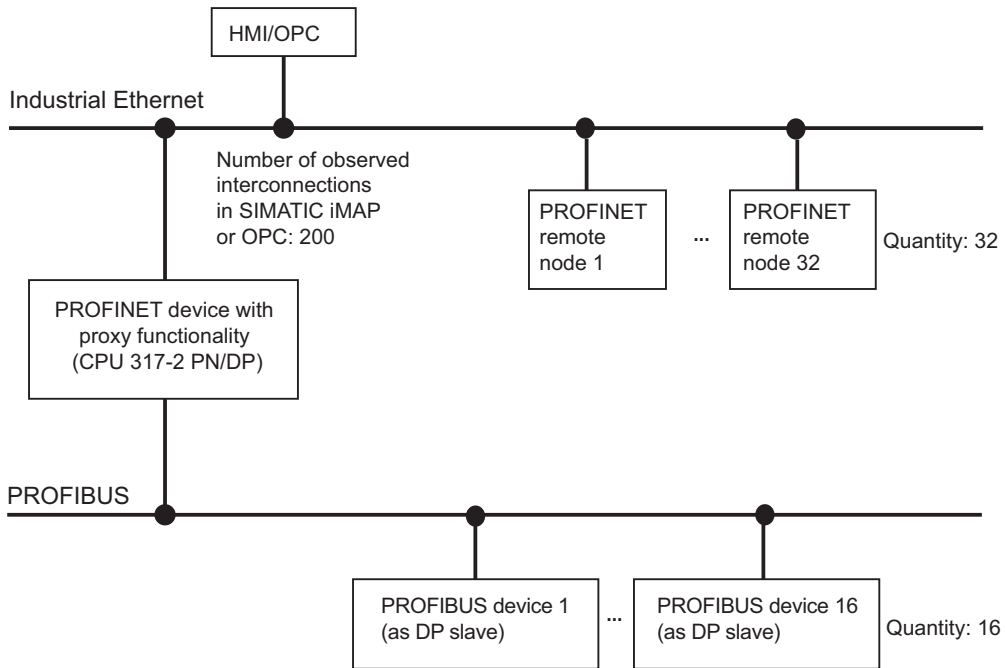 HMI/OPC
Industrial Ethernet
Number of observed
interconnections
in SIMATIC iMAP
or OPC: 200
PROFINET
remote
node 1
...
PROFINET
remote
node 32
Quantity: 32
PROFINET device with
proxy functionality
(CPU 317-2 PN/DP)
PROFIBUS
PROFIBUS device 1
(as DP slave)
...
PROFIBUS device 16
(as DP slave)
Quantity: 16